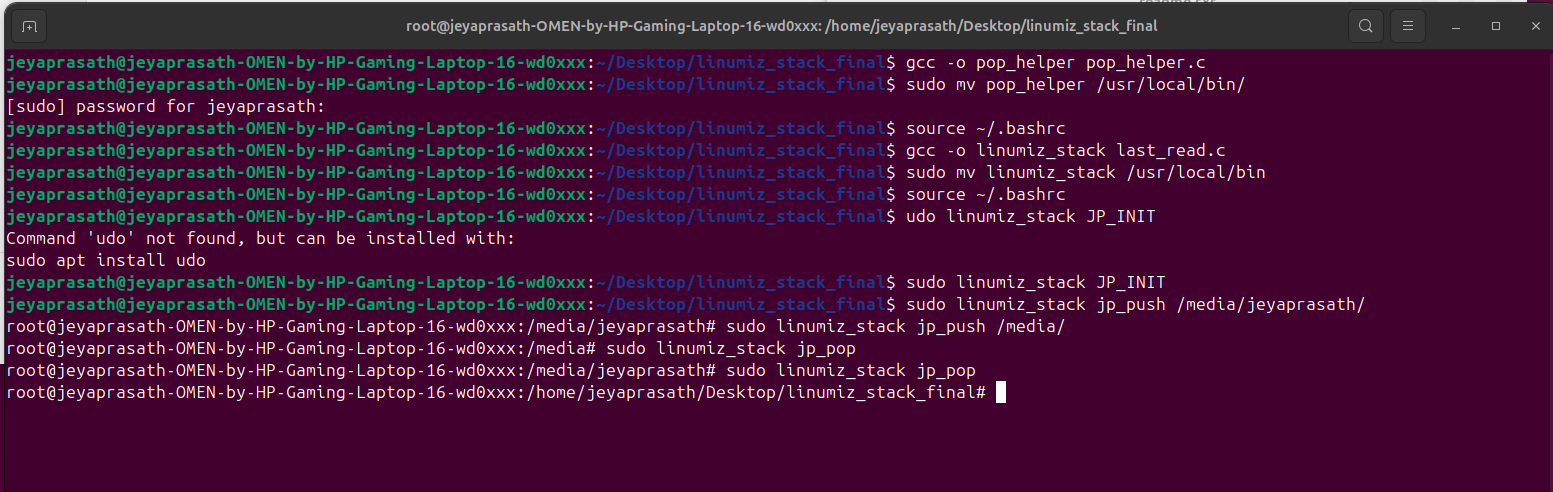 root@jeyaprasath-OMEN-by-HP-Gaming-Laptop-16-wd0xxx: /home/jeyaprasath/Desktop/linumiz_stack_final
jeyaprasath@jeyaprasath-OMEN-by-HP-Gaming-Laptop-16-wd0xxx:~/Desktop/linumiz_stack_final$ gcc -o pop_helper pop_helper.c
jeyaprasath@jeyaprasath-OMEN-by-HP-Gaming-Laptop-16-wd0xxx:~/Desktop/linumiz_stack_final$ sudo mv pop_helper /usr/local/bin/
[sudo] password for jeyaprasath:
jeyaprasath@jeyaprasath-OMEN-by-HP-Gaming-Laptop-16-wd0xxx:~/Desktop/linumiz_stack_final$ source ~/.bashrc
jeyaprasath@jeyaprasath-OMEN-by-HP-Gaming-Laptop-16-wd0xxx:~/Desktop/linumiz_stack_final$ gcc -o linumiz_stack last_read.c
jeyaprasath@jeyaprasath-OMEN-by-HP-Gaming-Laptop-16-wd0xxx:~/Desktop/linumiz_stack_final$ sudo mv linumiz_stack /usr/local/bin
jeyaprasath@jeyaprasath-OMEN-by-HP-Gaming-Laptop-16-wd0xxx:~/Desktop/linumiz_stack_final$ source ~/.bashrc
jeyaprasath@jeyaprasath-OMEN-by-HP-Gaming-Laptop-16-wd0xxx:~/Desktop/linumiz_stack_final$ udo linumiz_stack JP_INIT
Command 'udo' not found, but can be installed with:
sudo apt install udo
jeyaprasath@jeyaprasath-OMEN-by-HP-Gaming-Laptop-16-wd0xxx:~/Desktop/linumiz_stack_final$ sudo linumiz_stack JP_INIT
jeyaprasath@jeyaprasath-OMEN-by-HP-Gaming-Laptop-16-wd0xxx:~/Desktop/linumiz_stack_final$ sudo linumiz_stack jp_push /media/jeyaprasath/
root@jeyaprasath-OMEN-by-HP-Gaming-Laptop-16-wd0xxx:/media/jeyaprasath# sudo linumiz_stack jp_push /media/
root@jeyaprasath-OMEN-by-HP-Gaming-Laptop-16-wd0xxx:/media# sudo linumiz_stack jp_pop
root@jeyaprasath-OMEN-by-HP-Gaming-Laptop-16-wd0xxx:/media/jeyaprasath# sudo linumiz_stack jp_pop
root@jeyaprasath-OMEN-by-HP-Gaming-Laptop-16-wd0xxx:/home/jeyaprasath/Desktop/linumiz_stack_final#